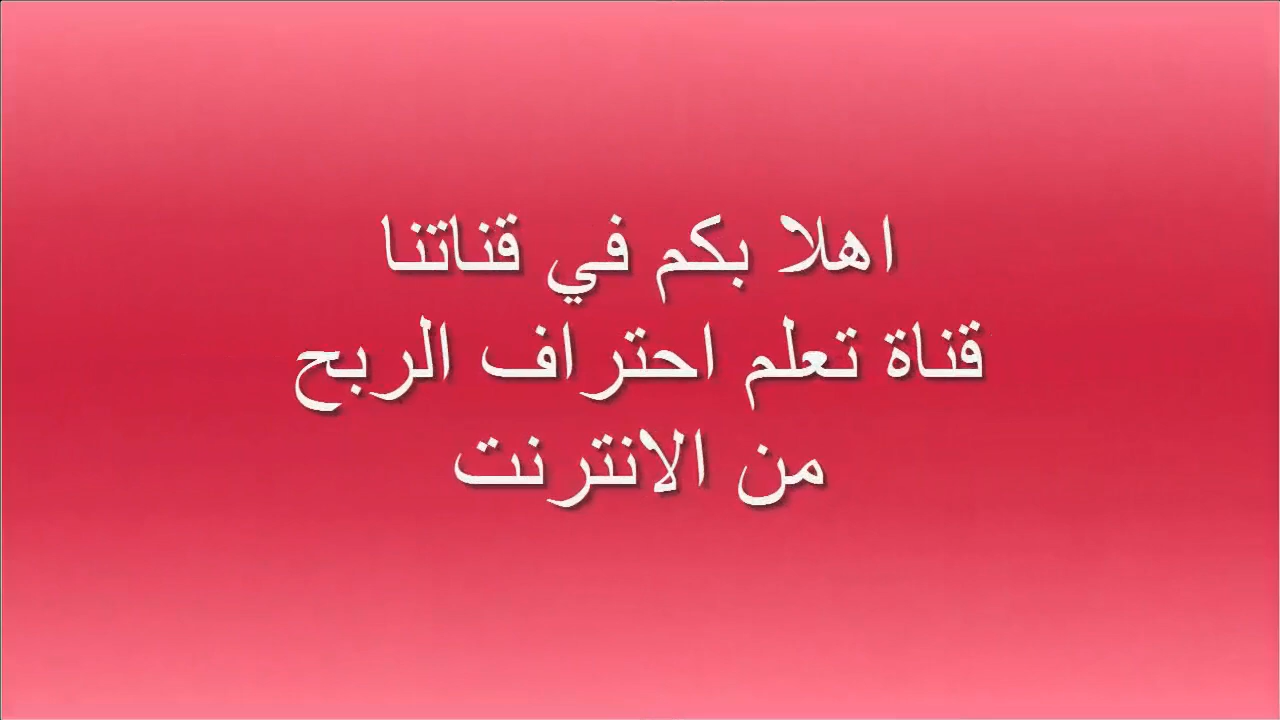 اهلا بكم في قناتنا
قناة تعلم احتراف الربح
من الانترنت